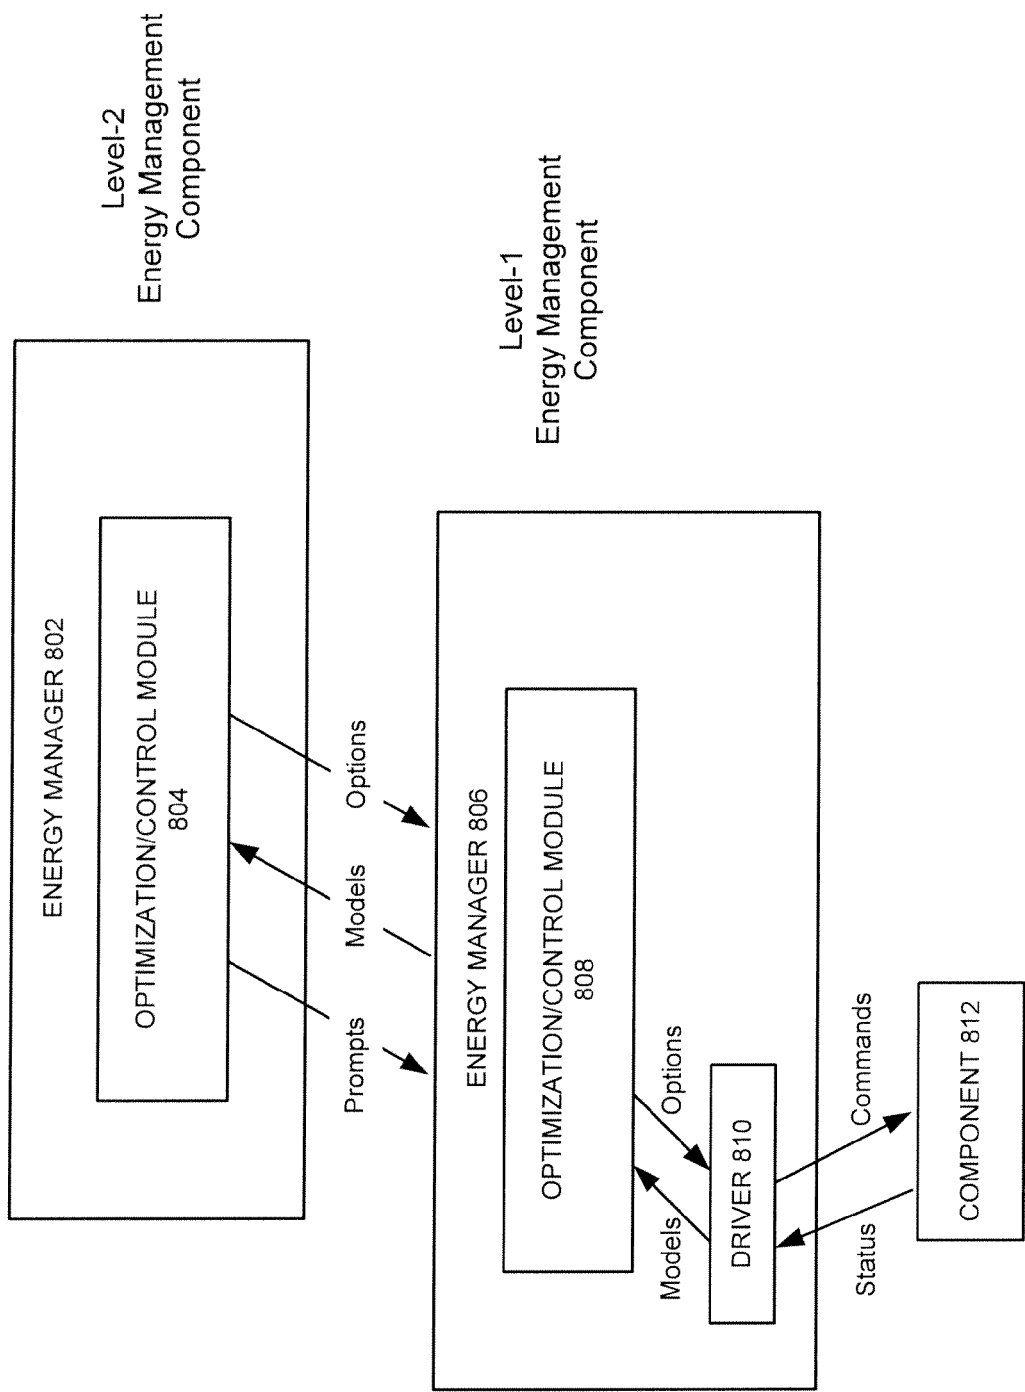 Level-2
Energy Management
Component
ENERGY MANAGER 802
OPTIMIZATION/CONTROL MODULE
804
Prompts
Models
Options
Level-1
Energy Management
Component
ENERGY MANAGER 806
OPTIMIZATION/CONTROL MODULE
808
Models
Options
DRIVER 810
Status
Commands
COMPONENT 812